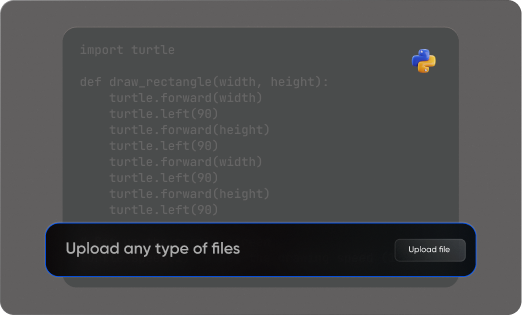 import turtle
def draw_rectangle(width, height):
    turtle.forward(width)
    turtle.left(90)
    turtle.forward(height)
    turtle.left(90)
    turtle.forward(width)
    turtle.left(90)
    turtle.forward(height)
    turtle.left(90)
Upload any type of files
Upload file